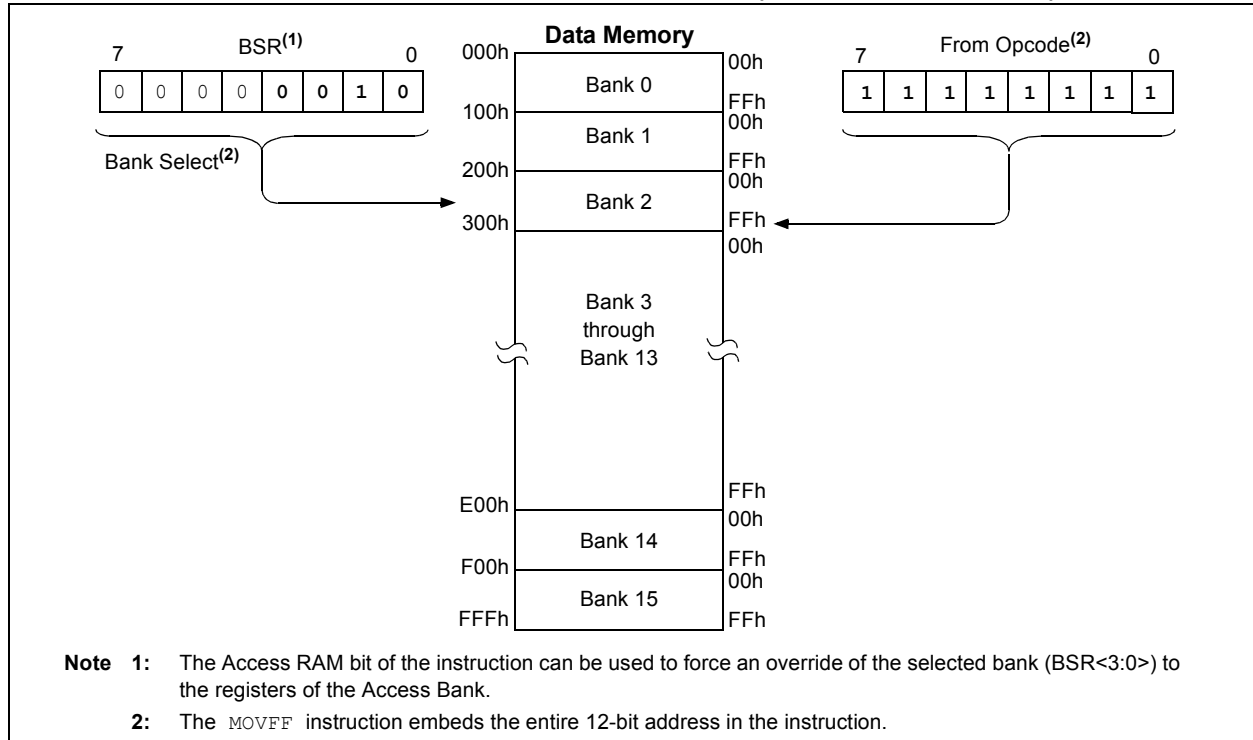 Data Memory
7 BSR(1) 0
0 0 0 0 0 0 1 0
Bank Select(2)
7 From Opcode(2) 0
1 1 1 1 1 1 1 1
000h 00h
Bank 0
FFh
100h 00h
Bank 1
FFh
200h 00h
Bank 2
300h FFh
00h
Bank 3
through
Bank 13
FFh
E00h 00h
Bank 14
FFh
F00h 00h
Bank 15
FFFh FFh
Note 1: The Access RAM bit of the instruction can be used to force an override of the selected bank (BSR<3:0>) to
the registers of the Access Bank.
2: The MOVFF instruction embeds the entire 12-bit address in the instruction.